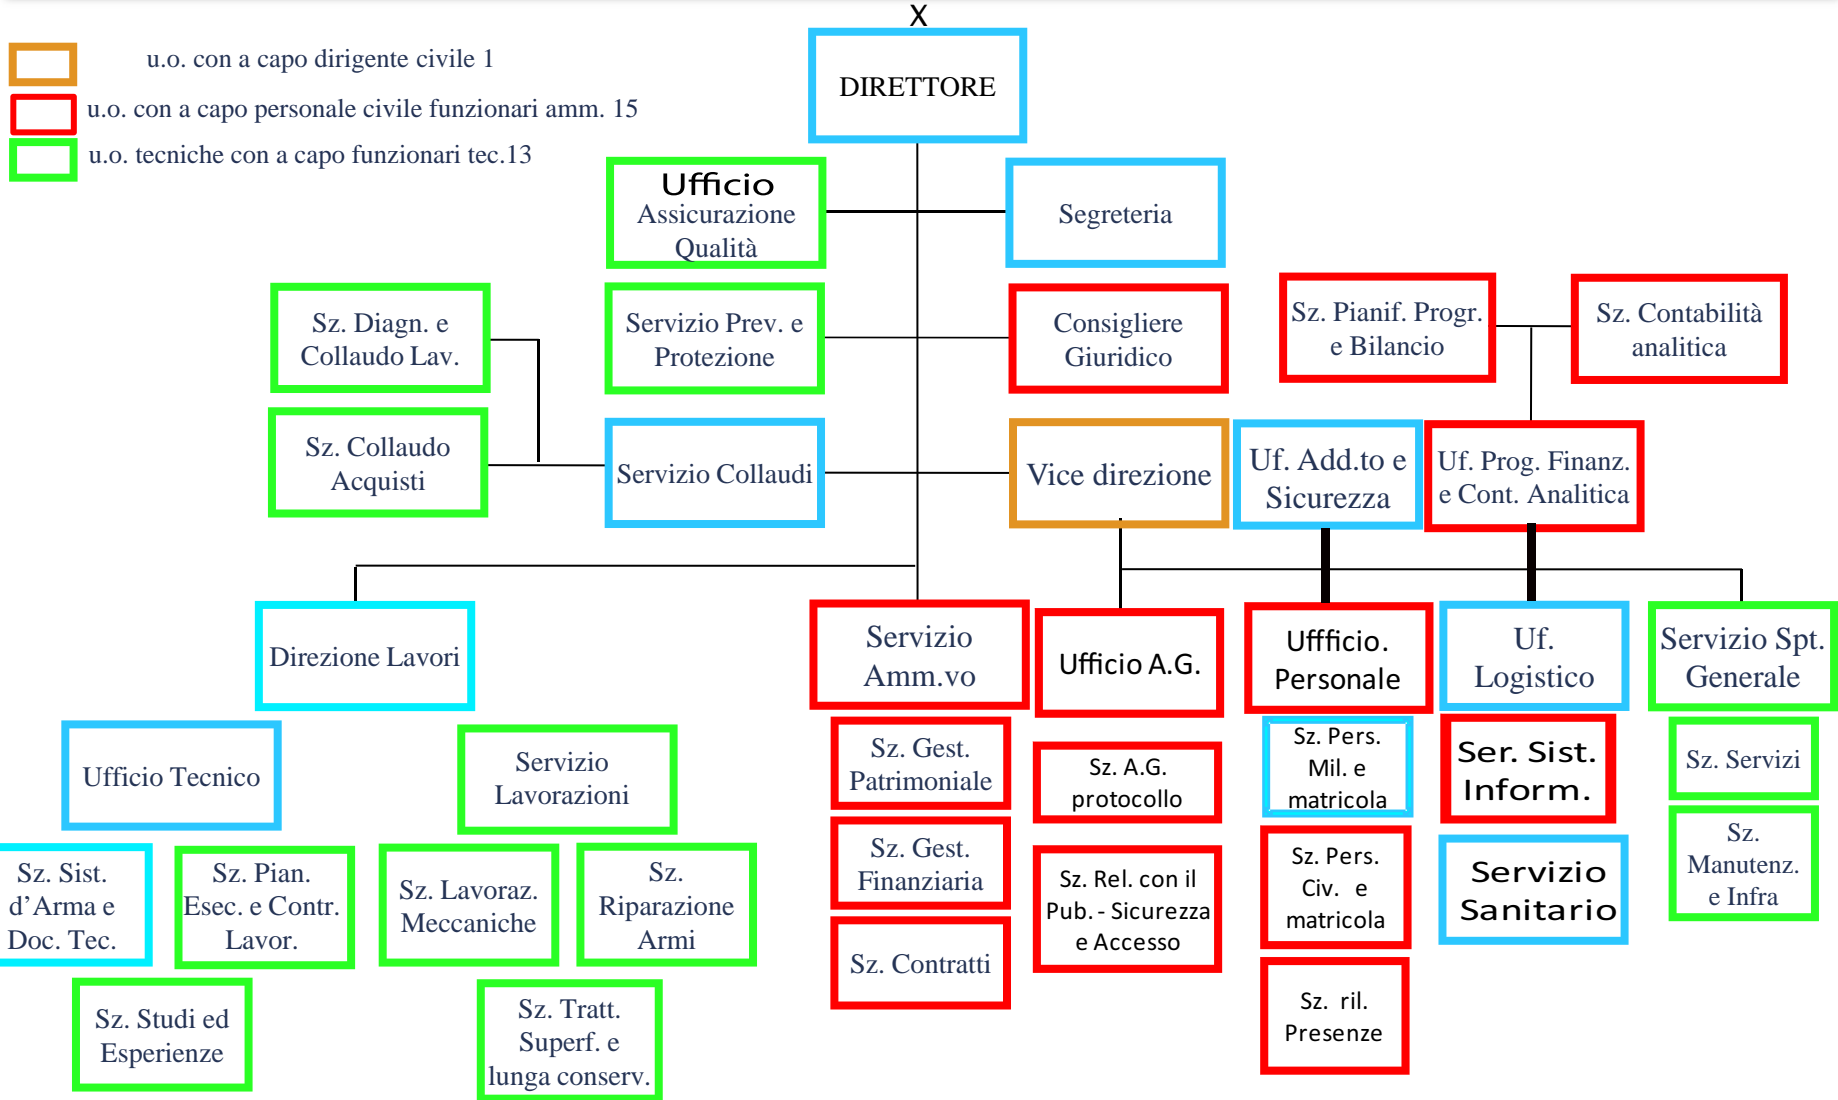 X
u.o. con a capo dirigente civile 1
u.o. con a capo personale civile funzionari amm. 15
u.o. tecniche con a capo funzionari tec.13
DIRETTORE
Ufficio
Assicurazione
Qualità
Segreteria
Sz. Diagn. e
Collaudo Lav.
Servizio Prev. e
Protezione
Consigliere
Giuridico
Sz. Pianif. Progr.
e Bilancio
Sz. Contabilità
analitica
Sz. Collaudo
Acquisti
Servizio Collaudi
Vice direzione
Uf. Add.to e
Sicurezza
Uf. Prog. Finanz.
e Cont. Analitica
Direzione Lavori
Servizio
Amm.vo
Ufficio A.G.
Uffficio.
Personale
Uf.
Logistico
Servizio Spt.
Generale
Ufficio Tecnico
Servizio
Lavorazioni
Sz. Gest.
Patrimoniale
Sz. A.G.
protocollo
Sz. Pers.
Mil. e
matricola
Ser. Sist.
Inform.
Sz. Servizi
Sz. Sist.
d’Arma e
Doc. Tec.
Sz. Pian.
Esec. e Contr.
Lavor.
Sz. Lavoraz.
Meccaniche
Sz.
Riparazione
Armi
Sz. Gest.
Finanziaria
Sz. Rel. con il
Pub. - Sicurezza
e Accesso
Sz. Pers.
Civ. e
matricola
Servizio
Sanitario
Sz.
Manutenz.
e Infra
Sz. Contratti
Sz. Studi ed
Esperienze
Sz. Tratt.
Superf. e
lunga conserv.
Sz. ril.
Presenze